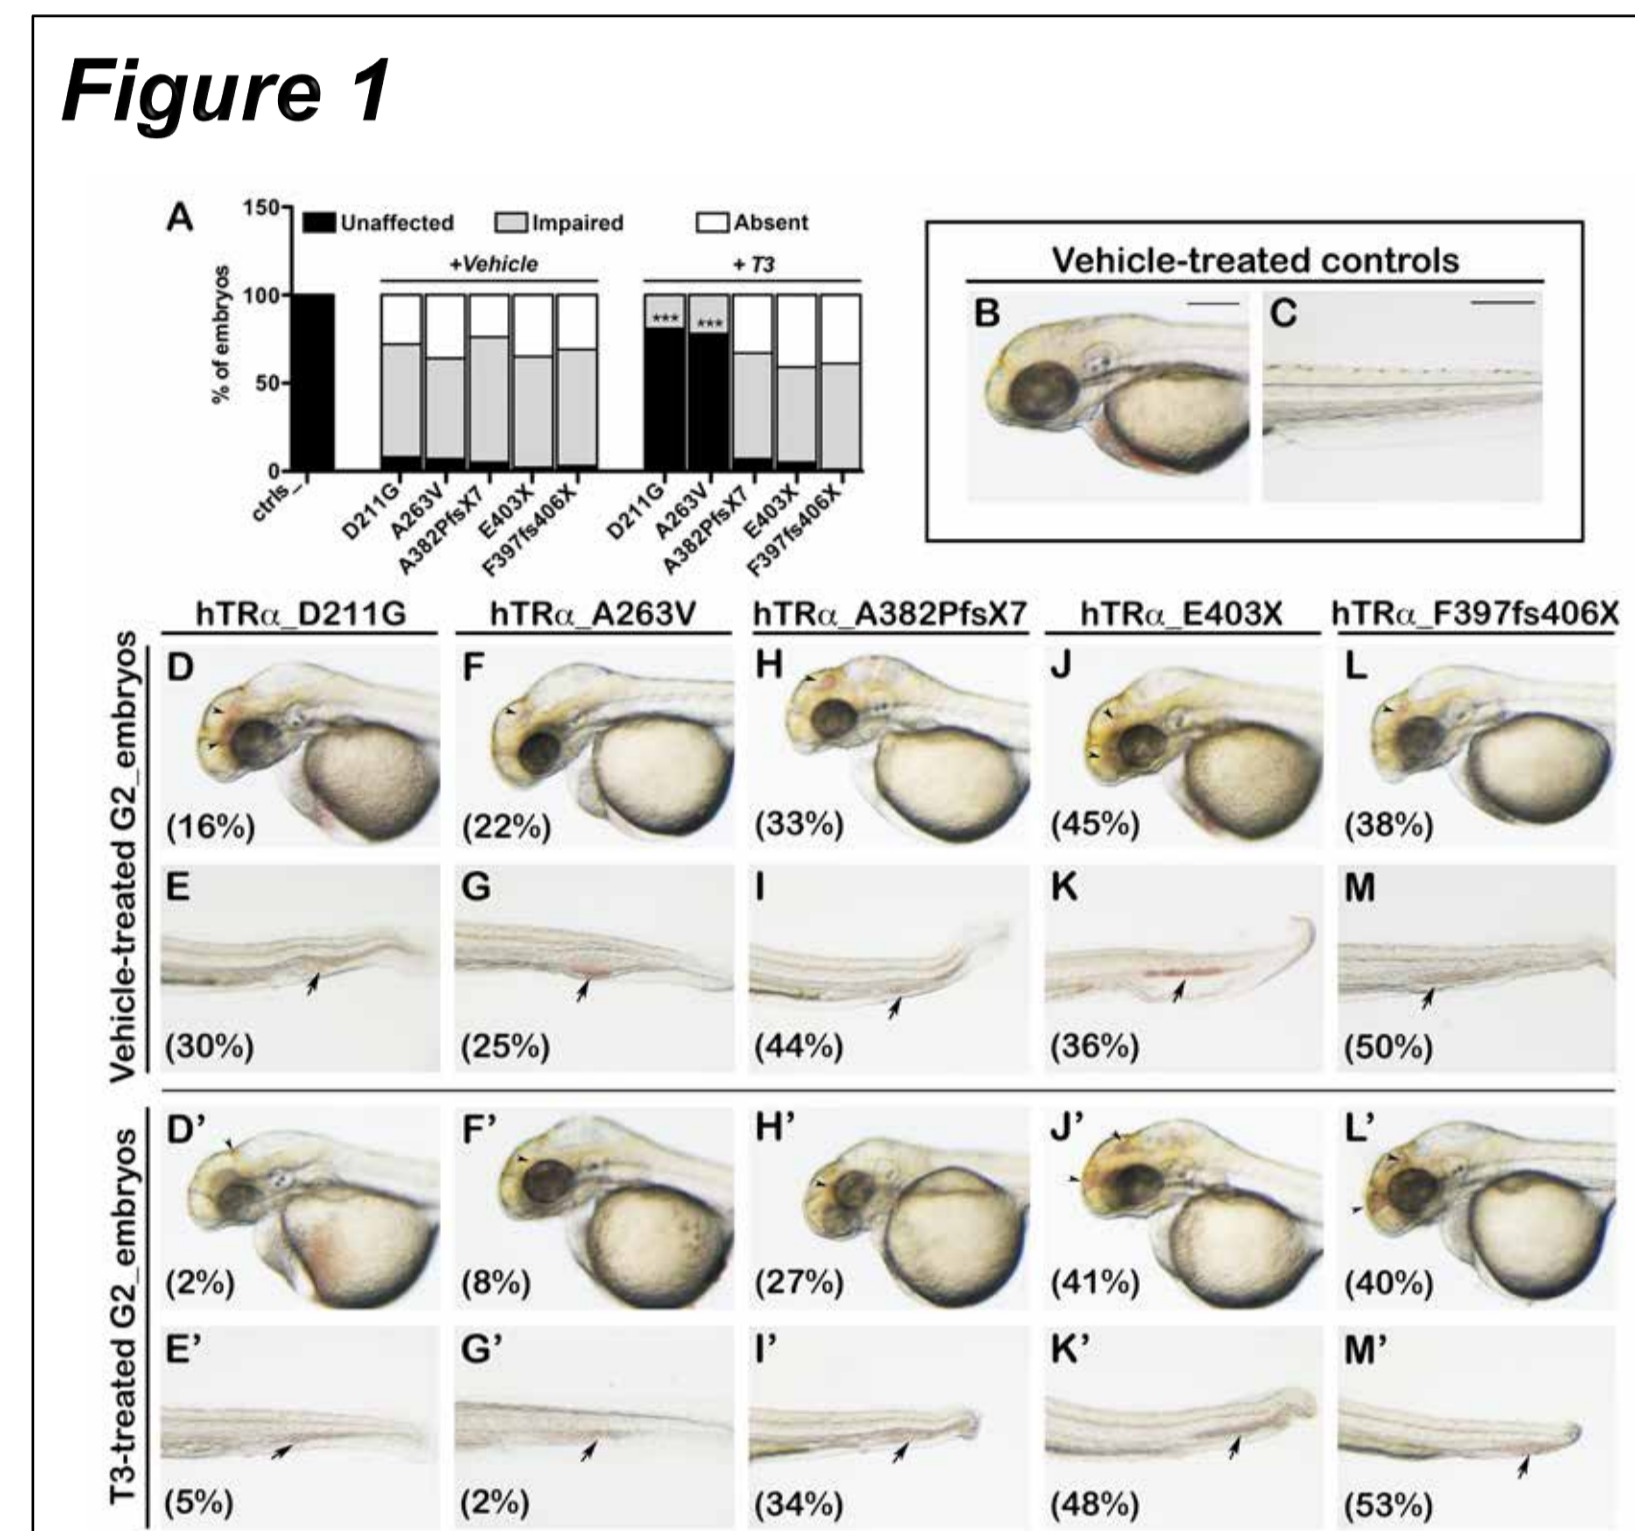 Figure 1
A
150
100
50
0
% of embryos
Unaffected Impaired Absent
+Vehicle + T3
*** ***
ctrls_
D211G
A263V
A382PfsX7
E403X
F397fs406X
D211G
A263V
A382PfsX7
E403X
F397fs406X
Vehicle-treated controls
B C
hTRα_D211G hTRα_A263V hTRα_A382PfsX7 hTRα_E403X hTRα_F397fs406X
Vehicle-treated G2_embryos
D F H J L
(16%) (22%) (33%) (45%) (38%)
E G I K M
(30%) (25%) (44%) (36%) (50%)
T3-treated G2_embryos
D’ F’ H’ J’ L’
(2%) (8%) (27%) (41%) (40%)
E’ G’ I’ K’ M’
(5%) (2%) (34%) (48%) (53%)